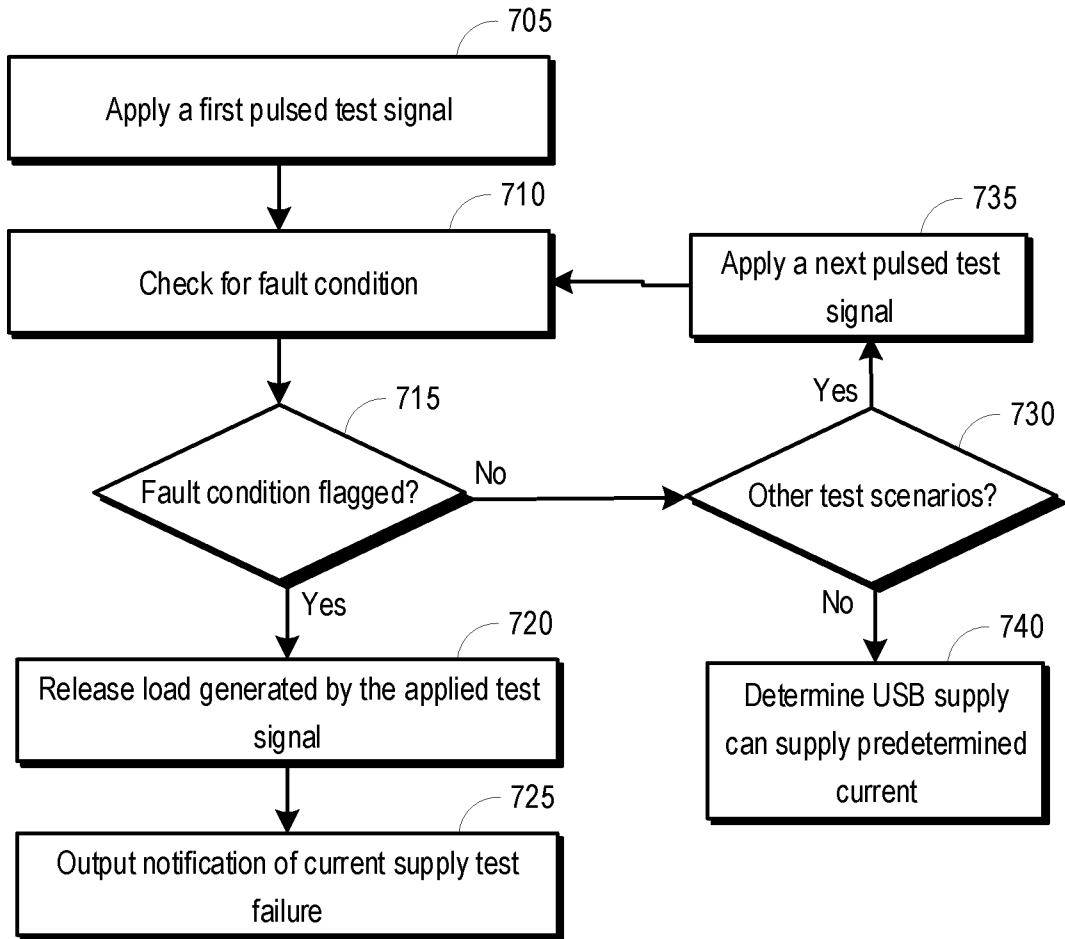 705
Apply a first pulsed test signal
710
Check for fault condition
735
Apply a next pulsed test
signal
715
Fault condition flagged?
No
Yes
730
Other test scenarios?
Yes
No
720
Release load generated by the applied test
signal
725
Output notification of current supply test
failure
740
Determine USB supply
can supply predetermined
current